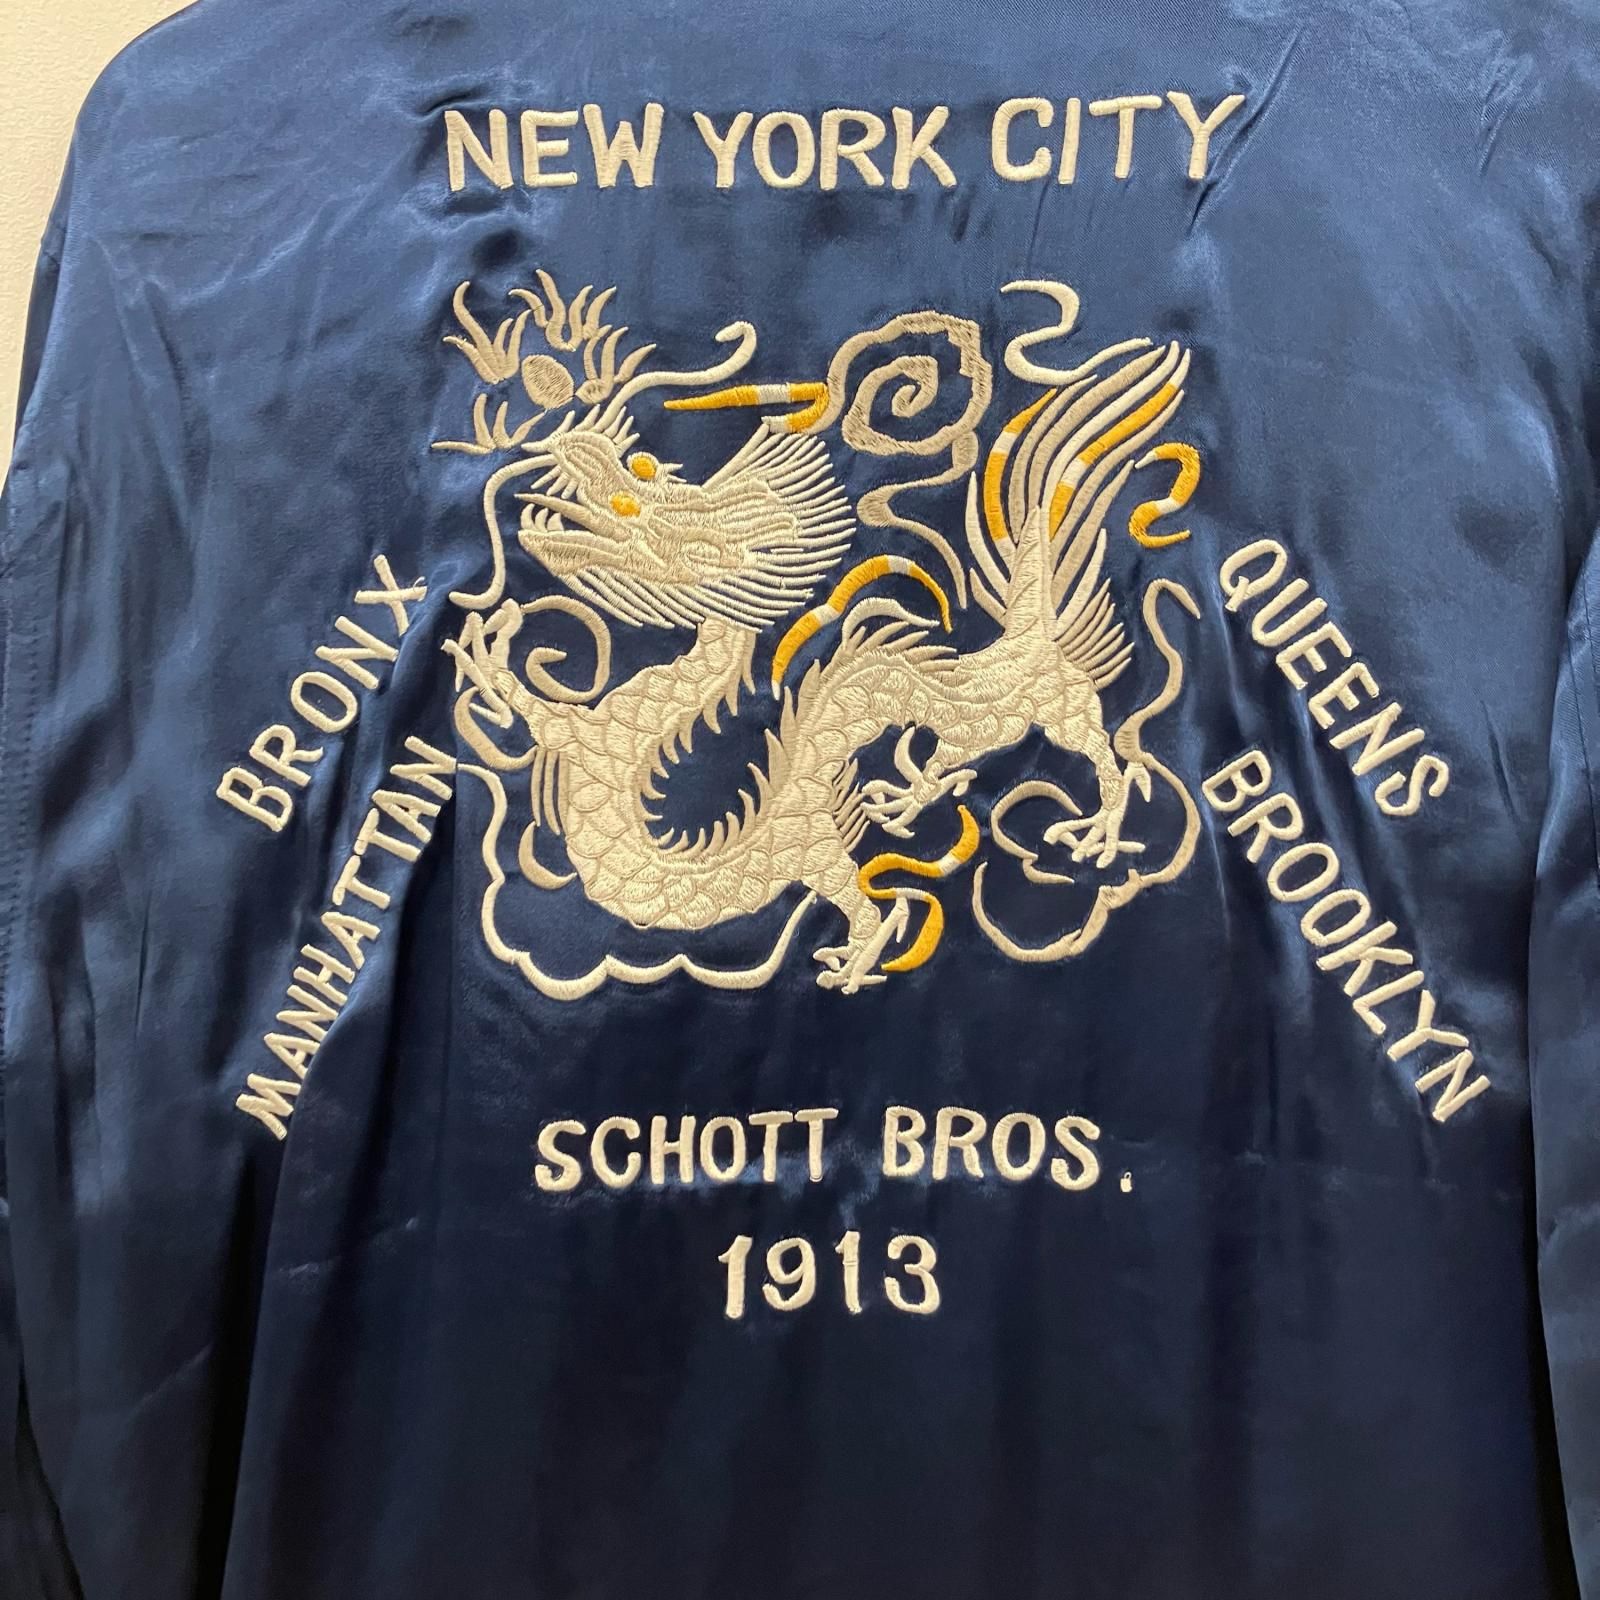 NEW YORK CITY
BRONX
MANHATTAN
QUEENS
BROOKLYN
SCHOTT BROS.
1913